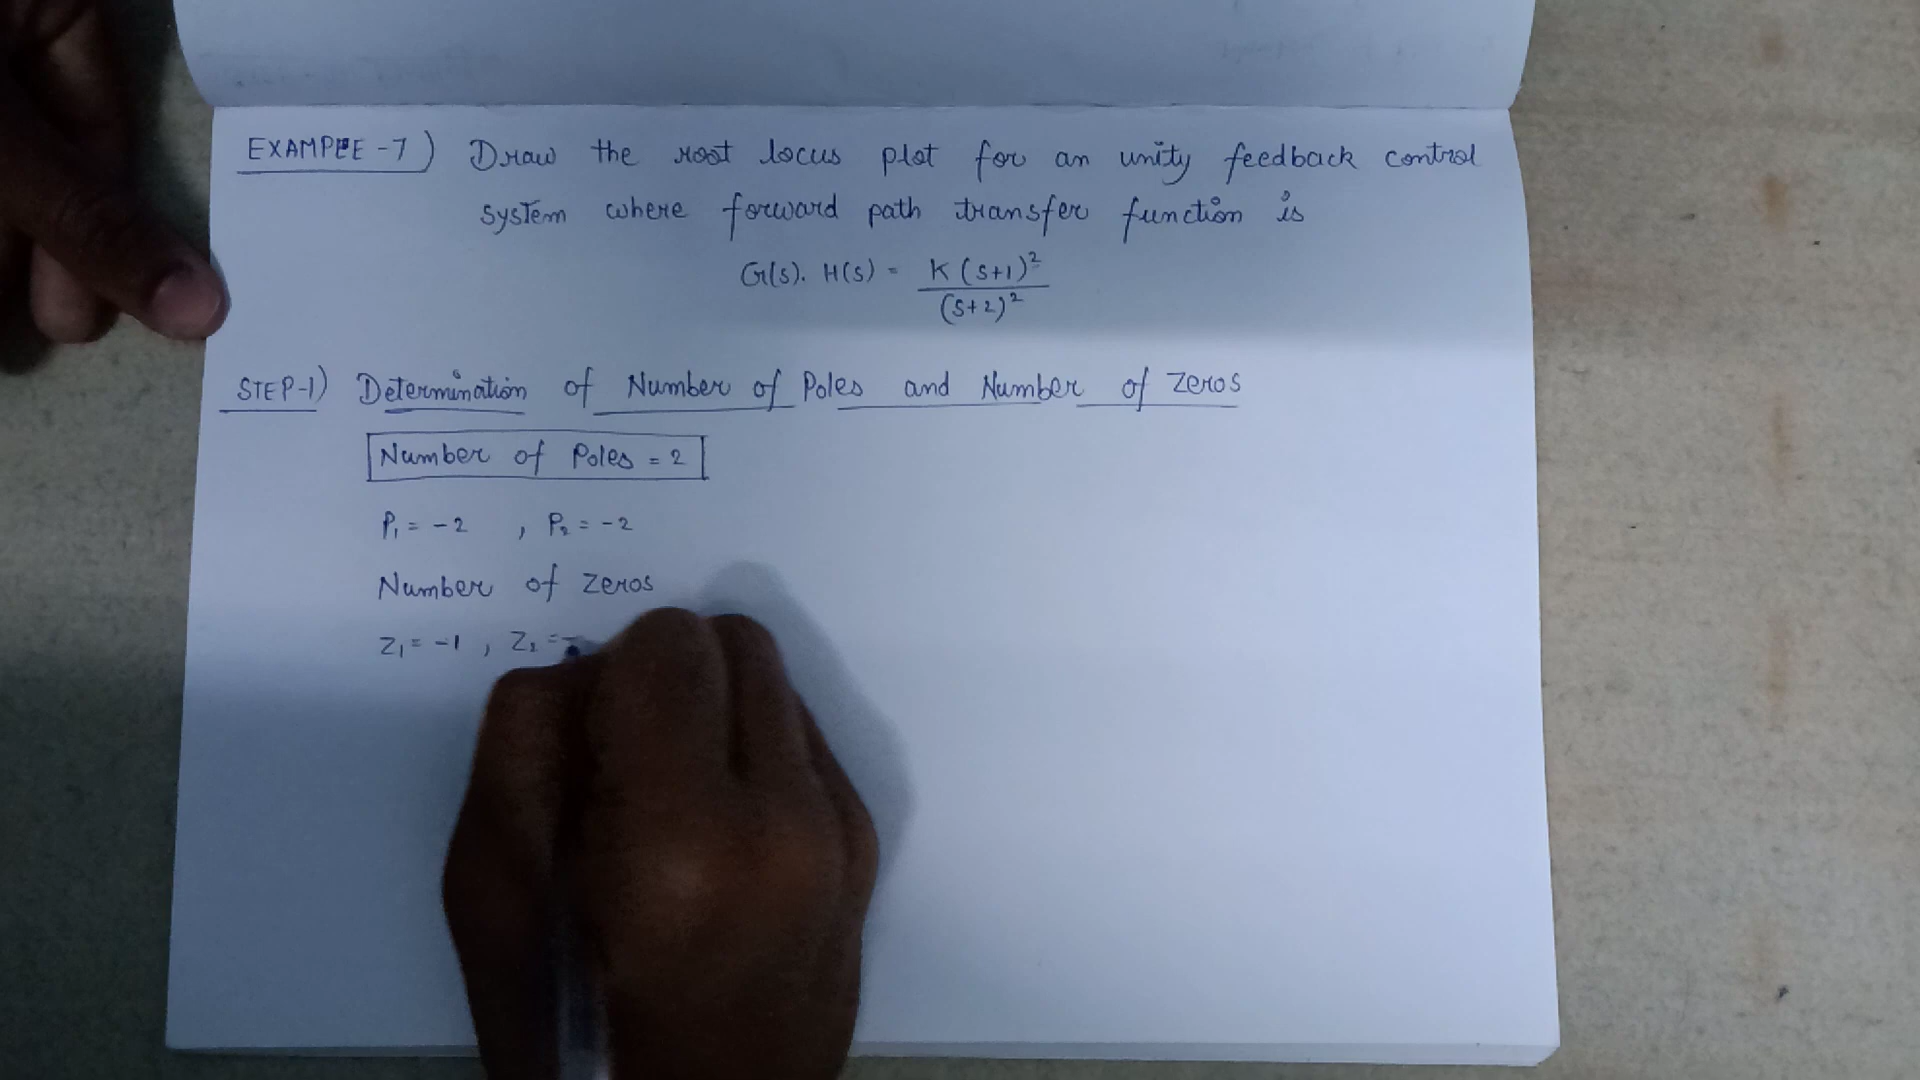 EXAMPLE-7) Draw the root locus plot for an unity feedback control
system where forward path transfer function is
G(s). H(s) = K(s+1)² / (s+2)²
STEP-1) Determination of Number of Poles and Number of Zeros
Number of Poles = 2
P₁ = -2 , P₂ = -2
Number of zeros
Z₁ = -1 , Z₂ = -